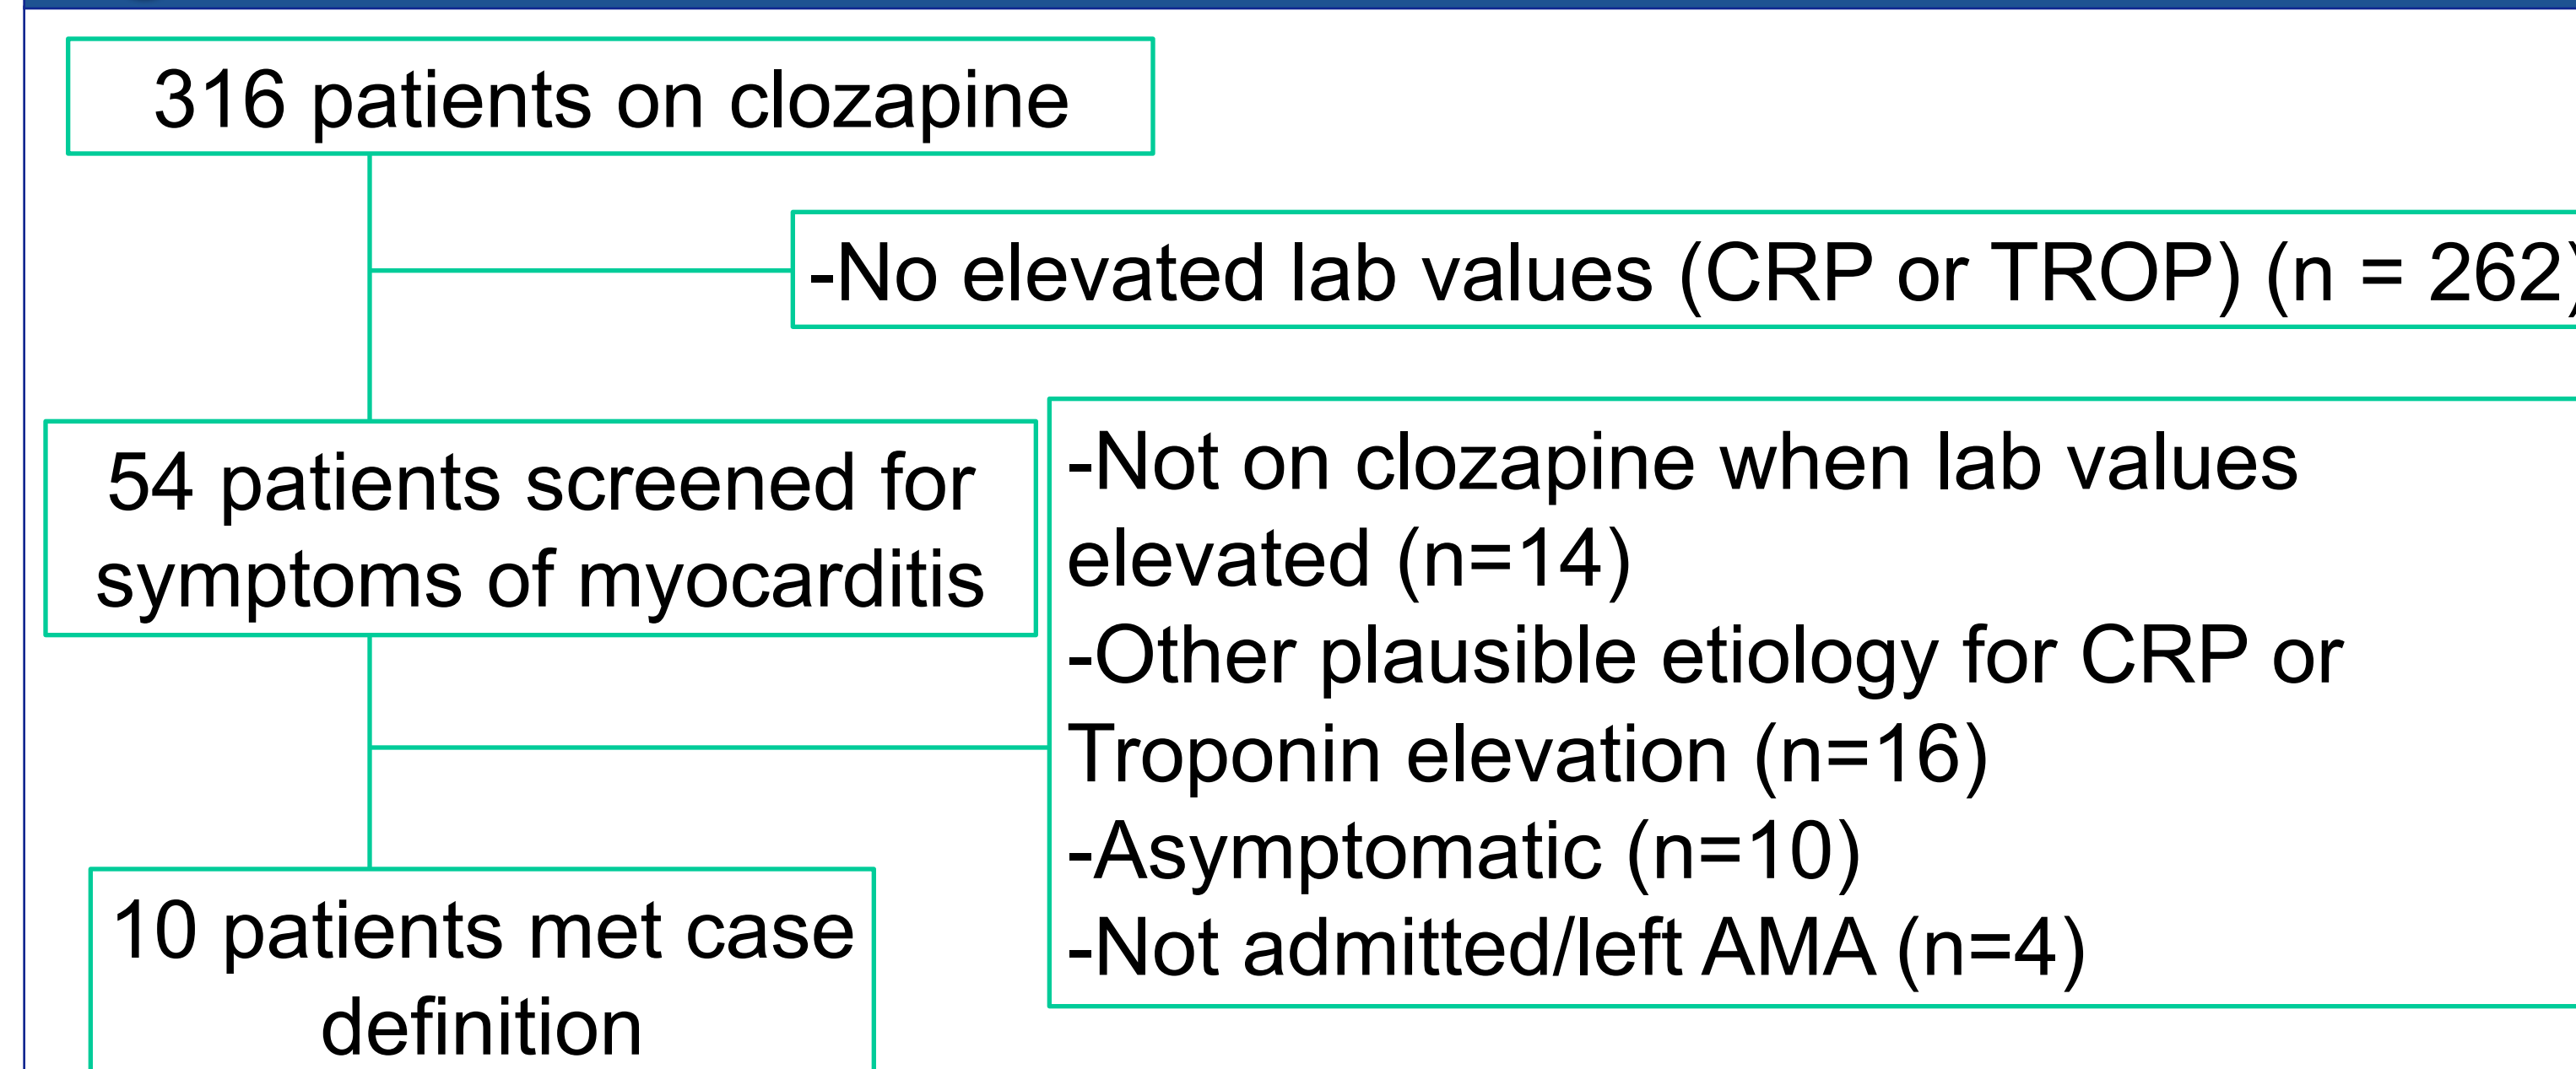 316 patients on clozapine
-No elevated lab values (CRP or TROP) (n = 262)
54 patients screened for
symptoms of myocarditis
-Not on clozapine when lab values
elevated (n=14)
-Other plausible etiology for CRP or
Troponin elevation (n=16)
-Asymptomatic (n=10)
-Not admitted/left AMA (n=4)
10 patients met case
definition